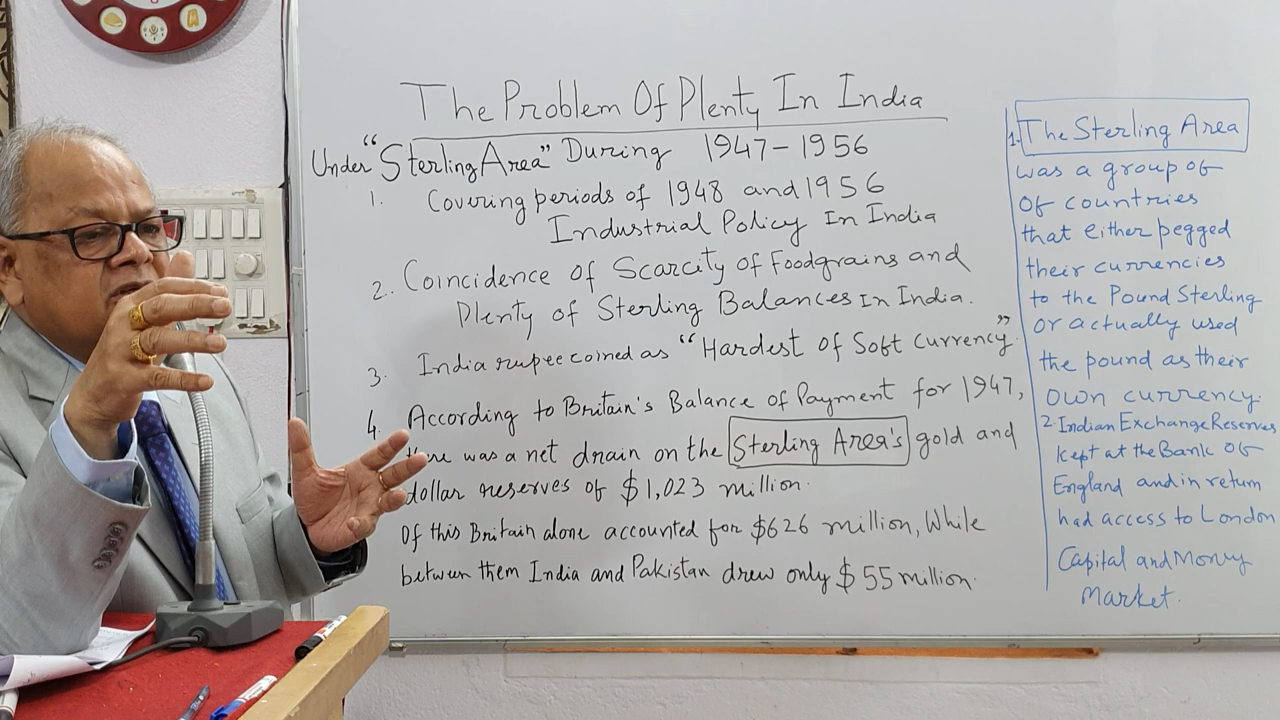 The Problem Of Plenty In India
Under "Sterling Area" During 1947-1956
1. Covering periods of 1948 and 1956
Industrial Policy In India
2. Coincidence of Scarcity of Foodgrains and
Plenty of Sterling Balances In India.
3. India rupee coined as "Hardest of Soft Currency"
4. According to Britain's Balance of Payment for 1947,
was a net drain on the Sterling Area's gold and
dollar reserves of $1,023 million.
Of this Britain alone accounted for $626 million, While
between them India and Pakistan drew only $55 million.
1. The Sterling Area
was a group of
of countries
that either pegged
their currencies
to the Pound Sterling
or actually used
the pound as their
own currency.
2 Indian Exchange Reserves
kept at the Bank of
England and in return
had access to London
Capital and Money
Market.